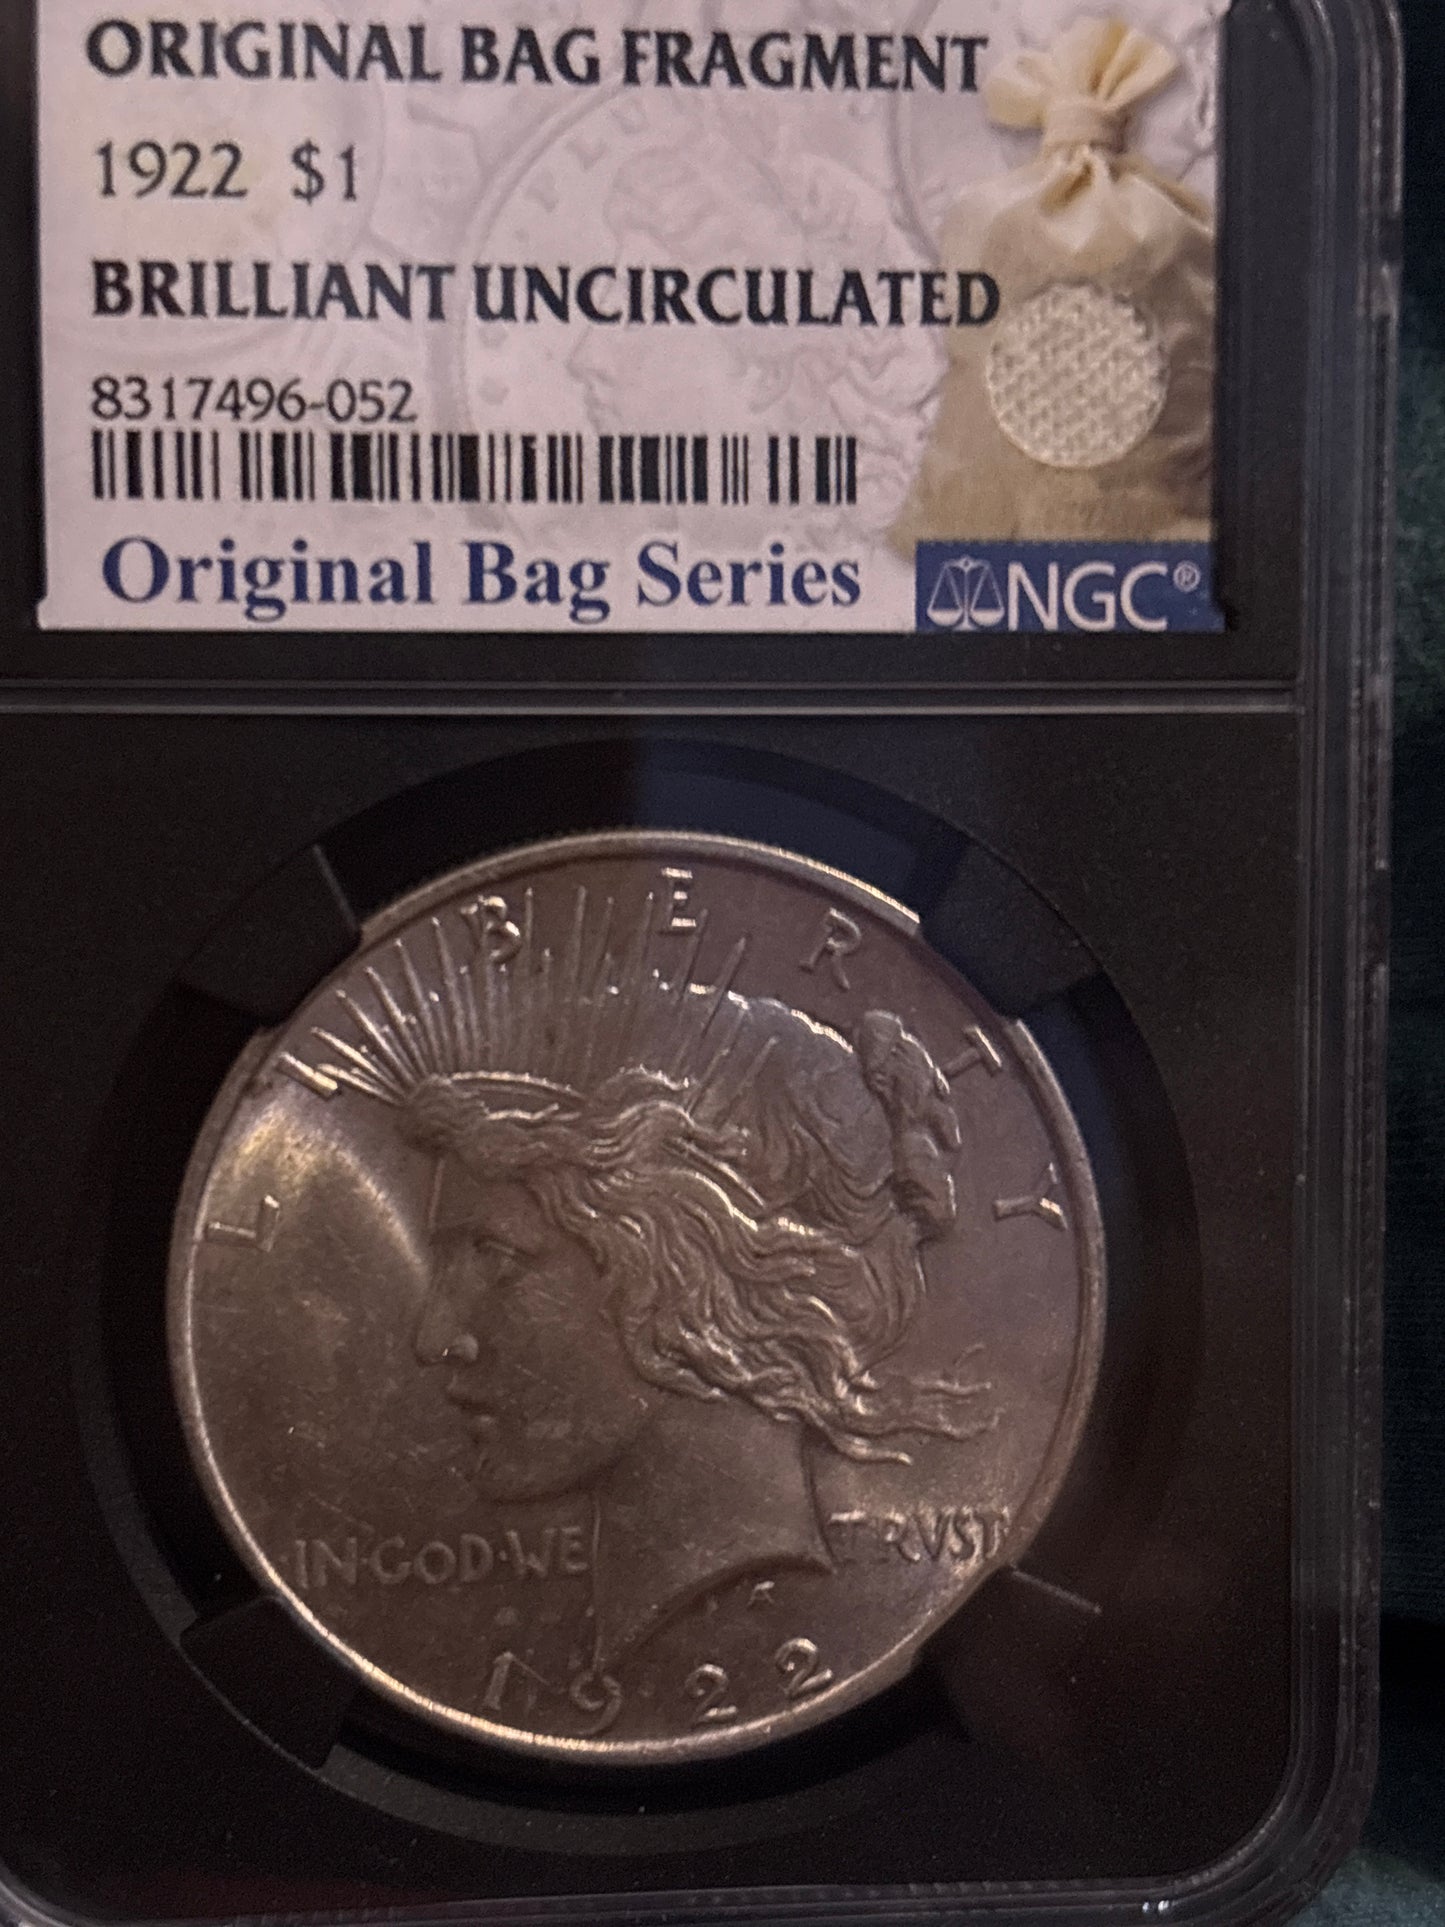 ORIGINAL BAG FRAGMENT
1922 $1
BRILLIANT UNCIRCULATED
8317496-052
Original Bag Series
NGC®
LIBERTY
IN·GOD·WE TRVST
1922